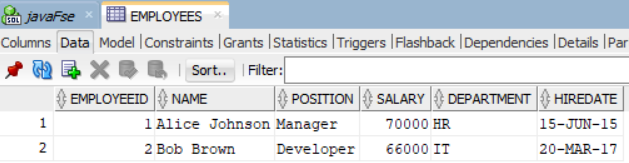 SQL javaFse × EMPLOYEES ×
Columns Data Model Constraints Grants Statistics Triggers Flashback Dependencies Details Par
Sort.. Filter:
EMPLOYEEID NAME POSITION SALARY DEPARTMENT HIREDATE
1 1 Alice Johnson Manager 70000 HR 15-JUN-15
2 2 Bob Brown Developer 66000 IT 20-MAR-17